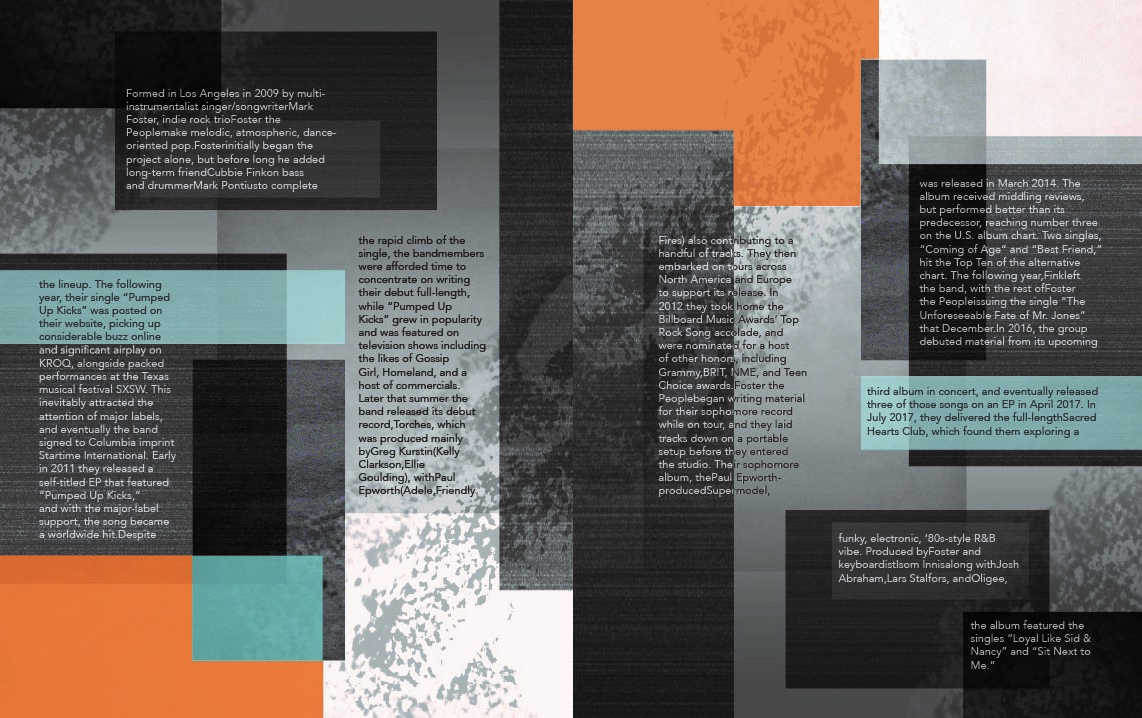 Formed in Los Angeles in 2009 by multi-
instrumentalist singer/songwriterMark
Foster, indie rock trioFoster the
Peoplemake melodic, atmospheric, dance-
oriented pop.Fosterinitially began the
project alone, but before long he added
long-term friendCubbie Finkon bass
and drummerMark Pontiusto complete
the lineup. The following
year, their single “Pumped
Up Kicks” was posted on
their website, picking up
considerable buzz online
and significant airplay on
KROQ, alongside packed
performances at the Texas
musical festival SXSW. This
inevitably attracted the
attention of major labels,
and eventually the band
signed to Columbia imprint
Startime International. Early
in 2011 they released a
self-titled EP that featured
“Pumped Up Kicks,”
and with the major-label
support, the song became
a worldwide hit.Despite
the rapid climb of the
single, the bandmembers
were afforded time to
concentrate on writing
their debut full-length,
while “Pumped Up
Kicks” grew in popularity
and was featured on
television shows including
the likes of Gossip
Girl, Homeland, and a
host of commercials.
Later that summer the
band released its debut
record,Torches, which
was produced mainly
byGreg Kurstin(Kelly
Clarkson,Ellie
Goulding), withPaul
Epworth(Adele,Friendly
Fires) also contributing to a
handful of tracks. They then
embarked on tours across
North America and Europe
to support its release. In
2012 they took home the
Billboard Music Awards’ Top
Rock Song accolade, and
were nominated for a host
of other honors, including
Grammy,BRIT, NME, and Teen
Choice awards.Foster the
Peoplebegan writing material
for their sophomore record
while on tour, and they laid
tracks down on a portable
setup before they entered
the studio. Their sophomore
album, thePaul Epworth-
producedSupermodel,
was released in March 2014. The
album received middling reviews,
but performed better than its
predecessor, reaching number three
on the U.S. album chart. Two singles,
“Coming of Age” and “Best Friend,”
hit the Top Ten of the alternative
chart. The following year,Finkleft
the band, with the rest ofFoster
the Peopleissuing the single “The
Unforeseeable Fate of Mr. Jones”
that December.In 2016, the group
debuted material from its upcoming
third album in concert, and eventually released
three of those songs on an EP in April 2017. In
July 2017, they delivered the full-lengthSacred
Hearts Club, which found them exploring a
funky, electronic, ‘80s-style R&B
vibe. Produced byFoster and
keyboardistIsom Innisalong withJosh
Abraham,Lars Stalfors, andOligee,
the album featured the
singles “Loyal Like Sid &
Nancy” and “Sit Next to
Me.”